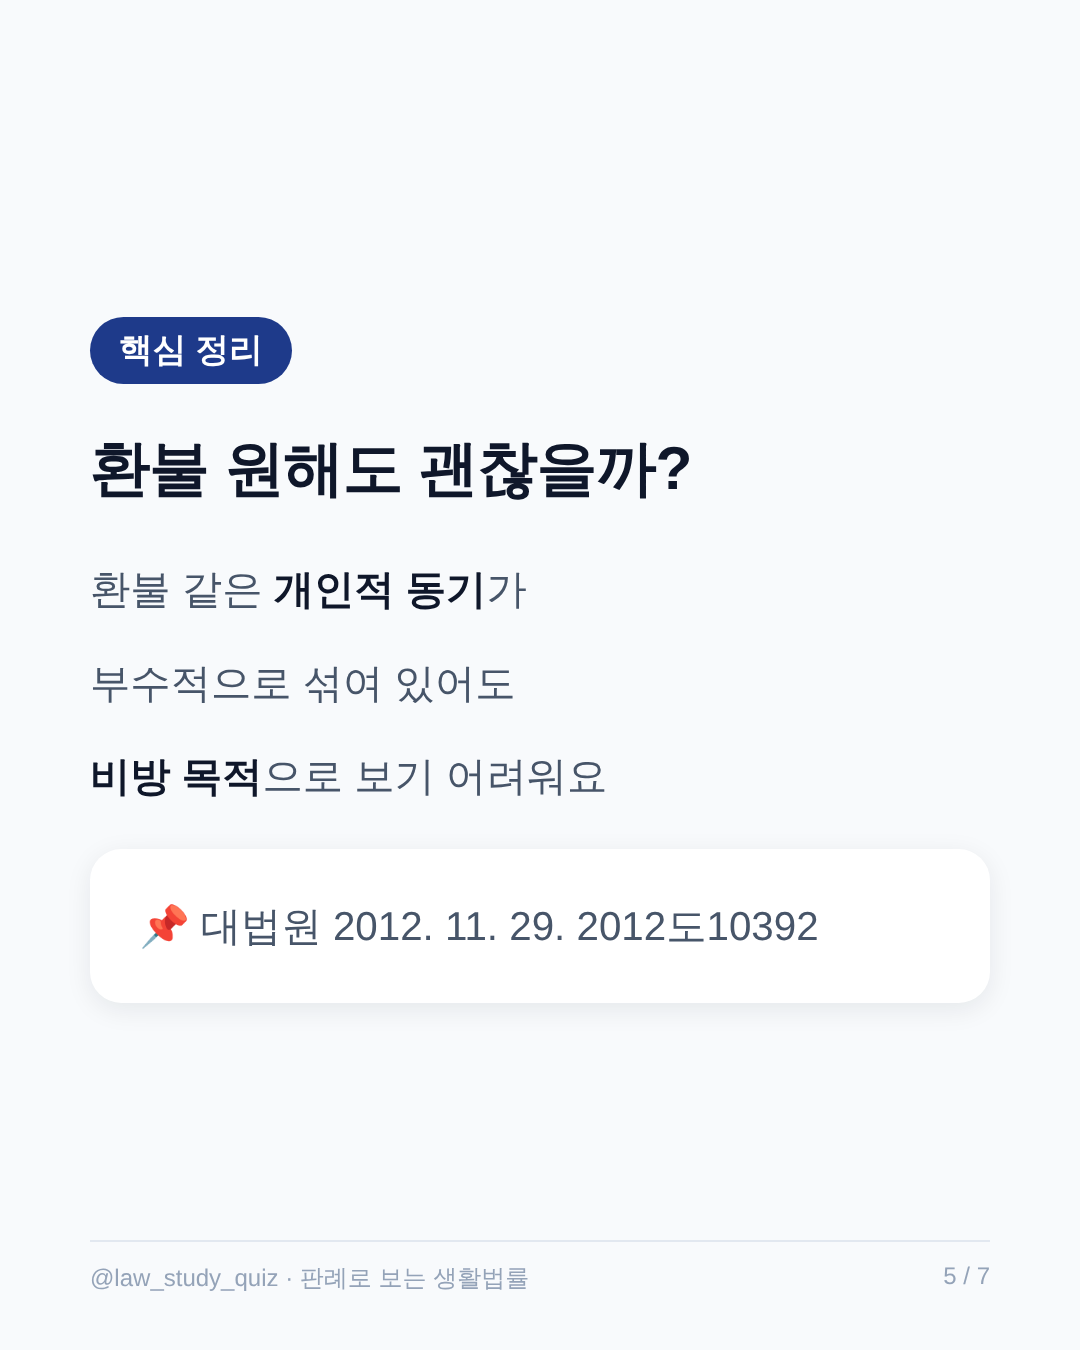 핵심 정리
환불 원해도 괜찮을까?
환불 같은 개인적 동기가
부수적으로 섞여 있어도
비방 목적으로 보기 어려워요
📌 대법원 2012. 11. 29. 2012도10392
@law_study_quiz · 판례로 보는 생활법률
5 / 7